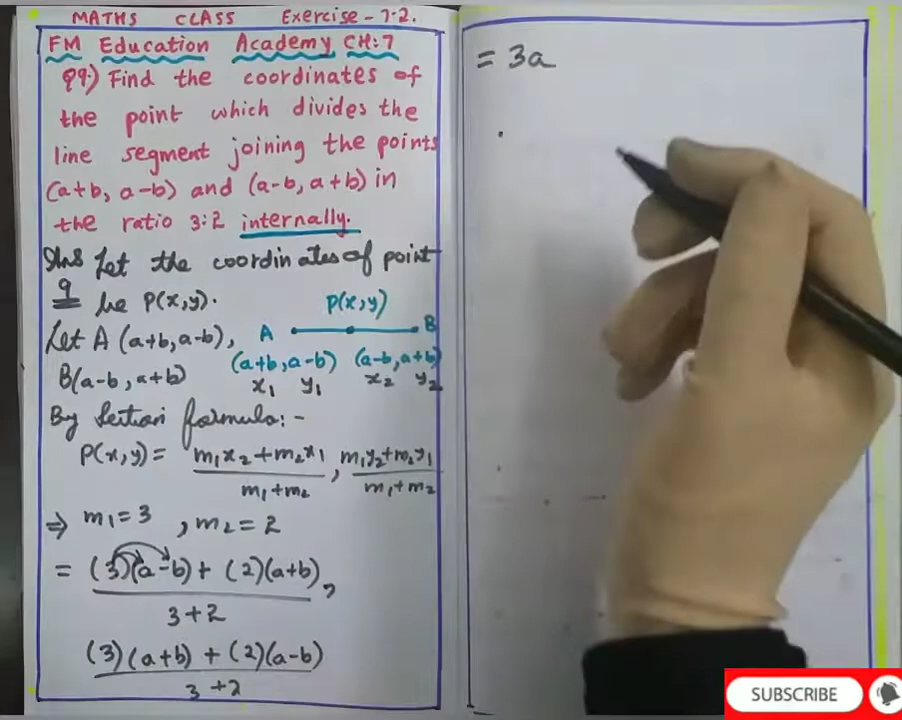 MATHS CLASS Exercise - 7.2.
FM Education Academy CH:7
Q9:) Find the coordinates of
the point which divides the
line segment joining the points
(a+b, a-b) and (a-b, a+b) in
the ratio 3:2 internally.
Ans Let the coordinates of point
9 be P(x,y).
P(x,y)
Let A (a+b, a-b), A B
B(a-b, a+b) (a+b, a-b) (a-b, a+b)
x₁ y₁ x₂ y₂
By Section formula:-
P(x,y) = m₁x₂+m₂x₁ / m₁+m₂ , m₁y₂+m₂y₁ / m₁+m₂
⇒ m₁=3 , m₂=2
= (3)(a-b)+ (2)(a+b) ,
3+2
(3)(a+b) + (2)(a-b)
3+2
= 3a
SUBSCRIBE